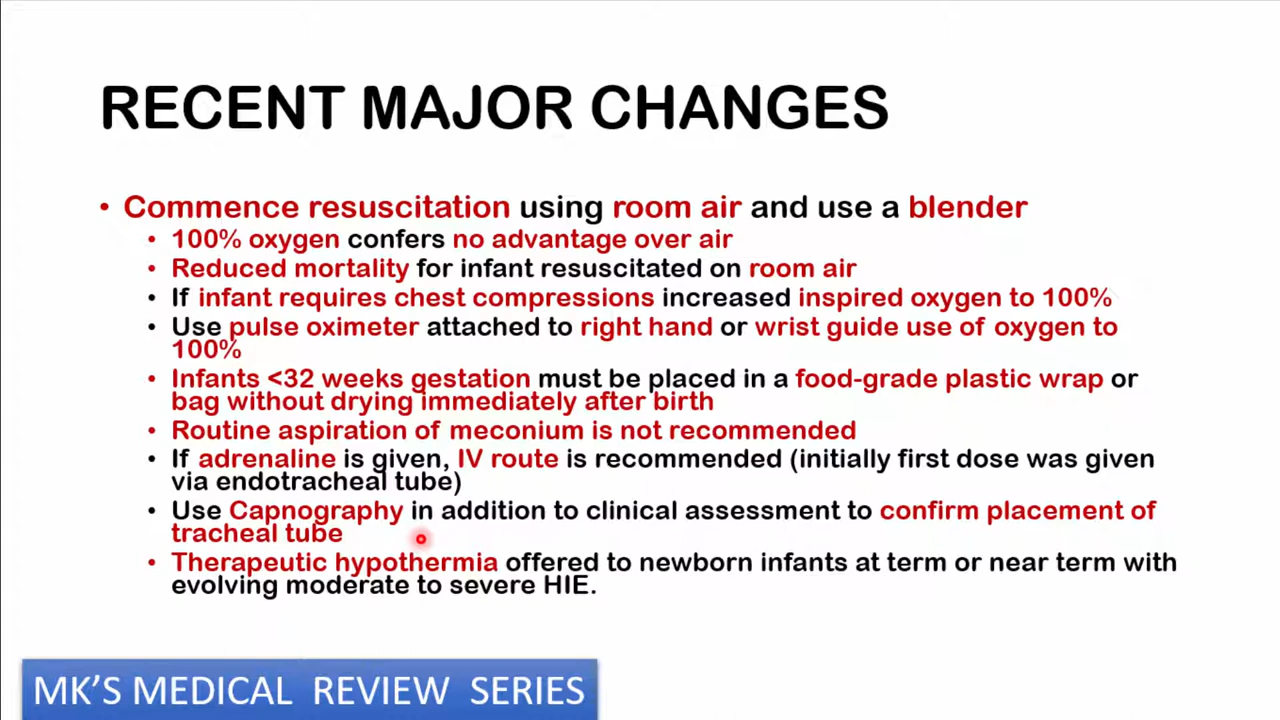 RECENT MAJOR CHANGES
• Commence resuscitation using room air and use a blender
• 100% oxygen confers no advantage over air
• Reduced mortality for infant resuscitated on room air
• If infant requires chest compressions increased inspired oxygen to 100%
• Use pulse oximeter attached to right hand or wrist guide use of oxygen to
100%
• Infants <32 weeks gestation must be placed in a food-grade plastic wrap or
bag without drying immediately after birth
• Routine aspiration of meconium is not recommended
• If adrenaline is given, IV route is recommended (initially first dose was given
via endotracheal tube)
• Use Capnography in addition to clinical assessment to confirm placement of
tracheal tube
• Therapeutic hypothermia offered to newborn infants at term or near term with
evolving moderate to severe HIE.
MK'S MEDICAL REVIEW SERIES